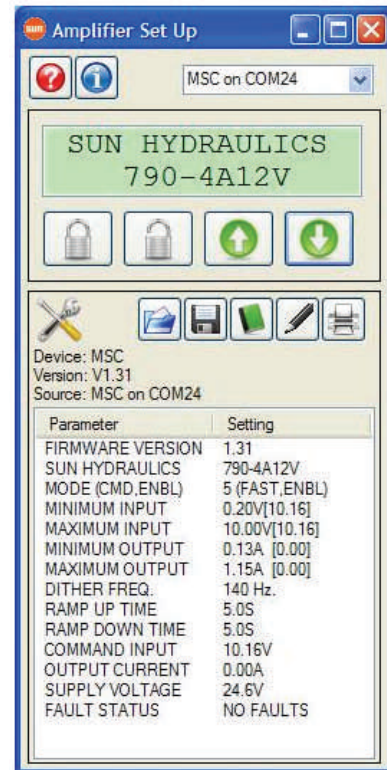 sun Amplifier Set Up
MSC on COM24
SUN HYDRAULICS
790-4A12V
Device: MSC
Version: V1.31
Source: MSC on COM24
Parameter Setting
FIRMWARE VERSION 1.31
SUN HYDRAULICS 790-4A12V
MODE (CMD,ENBL) 5 (FAST,ENBL)
MINIMUM INPUT 0.20V[10.16]
MAXIMUM INPUT 10.00V[10.16]
MINIMUM OUTPUT 0.13A [0.00]
MAXIMUM OUTPUT 1.15A [0.00]
DITHER FREQ. 140 Hz.
RAMP UP TIME 5.0S
RAMP DOWN TIME 5.0S
COMMAND INPUT 10.16V
OUTPUT CURRENT 0.00A
SUPPLY VOLTAGE 24.6V
FAULT STATUS NO FAULTS